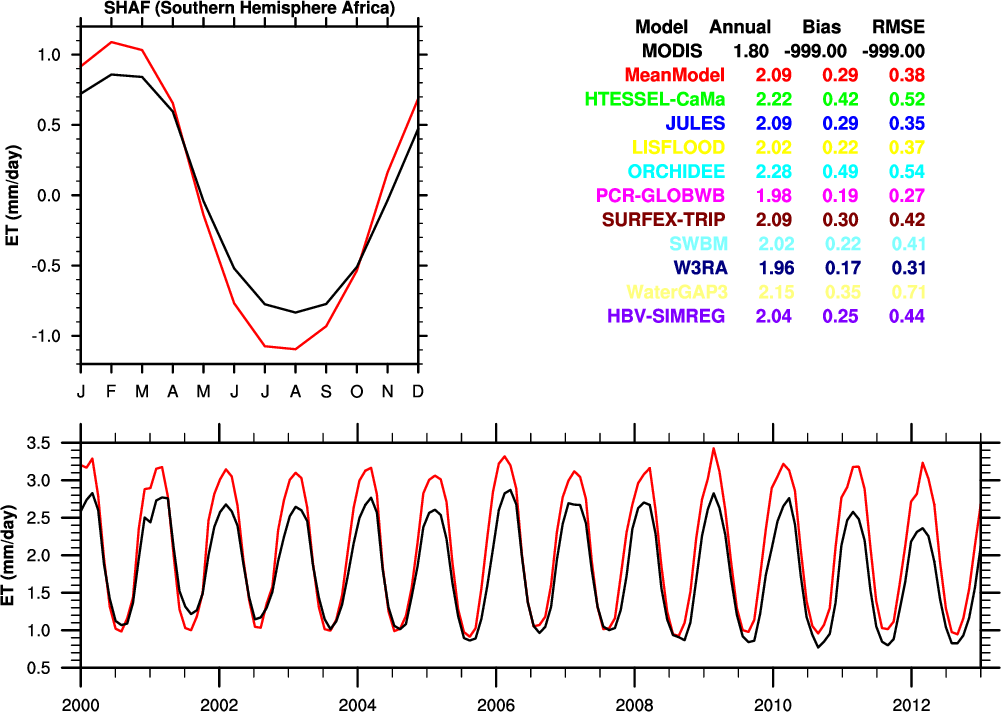 SHAF (Southern Hemisphere Africa)
1.0
0.5
0.0
-0.5
-1.0
ET (mm/day)
J F M A M J J A S O N D
Model Annual Bias RMSE
MODIS 1.80 -999.00 -999.00
MeanModel 2.09 0.29 0.38
HTESSEL-CaMa 2.22 0.42 0.52
JULES 2.09 0.29 0.35
LISFLOOD 2.02 0.22 0.37
ORCHIDEE 2.28 0.49 0.54
PCR-GLOBWB 1.98 0.19 0.27
SURFEX-TRIP 2.09 0.30 0.42
SWBM 2.02 0.22 0.41
W3RA 1.96 0.17 0.31
WaterGAP3 2.15 0.35 0.71
HBV-SIMREG 2.04 0.25 0.44
3.5
3.0
2.5
2.0
1.5
1.0
0.5
ET (mm/day)
2000 2002 2004 2006 2008 2010 2012